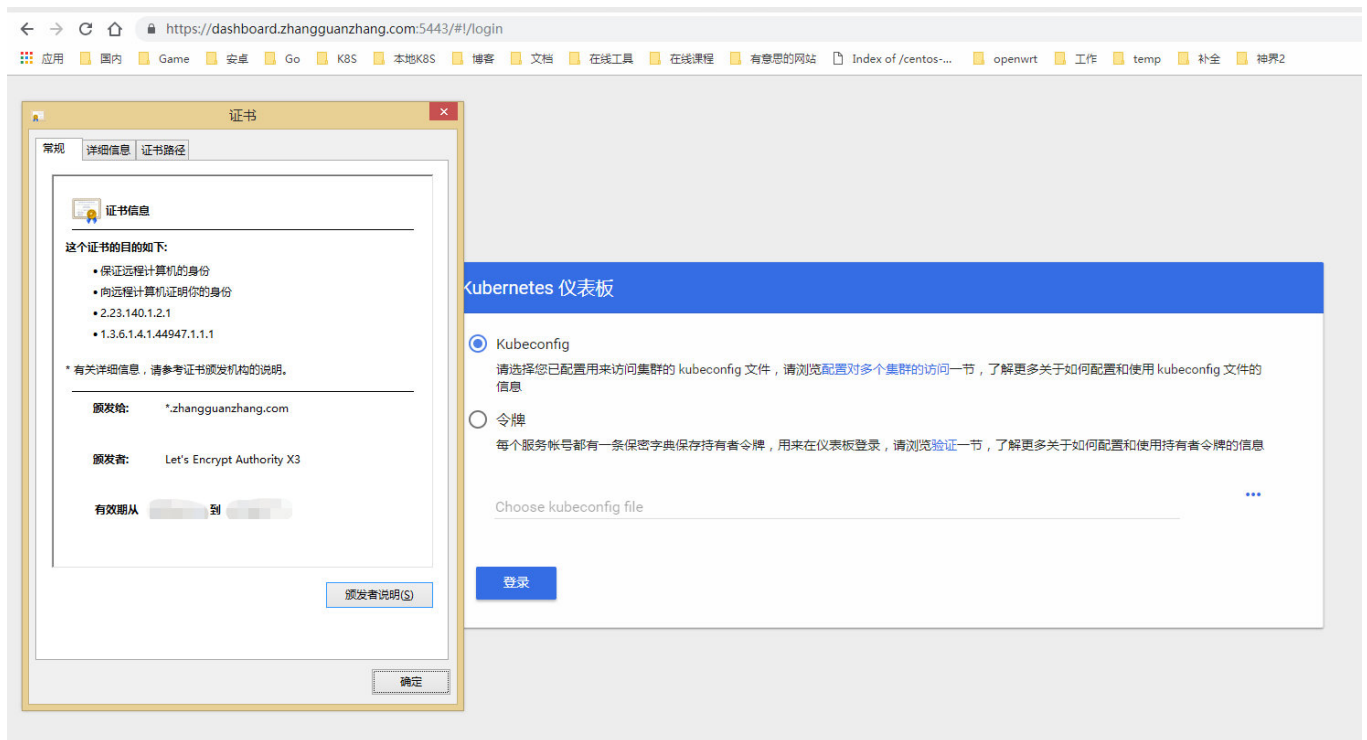 https://dashboard.zhangguanzhang.com:5443/#!/login
应用 国内 Game 安卓 Go K8S 本地K8S 博客 文档 在线工具 在线课程 有意思的网站 Index of /centos-... openwrt 工作 temp 补全 神界2
证书
常规 详细信息 证书路径
证书信息
这个证书的目的如下:
•保证远程计算机的身份
•向远程计算机证明你的身份
•2.23.140.1.2.1
•1.3.6.1.4.1.44947.1.1.1
* 有关详细信息，请参考证书颁发机构的说明。
颁发给: *.zhangguanzhang.com
颁发者: Let's Encrypt Authority X3
有效期从 到
颁发者说明(S)
确定
Kubernetes 仪表板
Kubeconfig
请选择您已配置用来访问集群的 kubeconfig 文件，请浏览配置对多个集群的访问一节，了解更多关于如何配置和使用 kubeconfig 文件的
信息
令牌
每个服务帐号都有一条保密字典保存持有者令牌，用来在仪表板登录，请浏览验证一节，了解更多关于如何配置和使用持有者令牌的信息
Choose kubeconfig file
登录